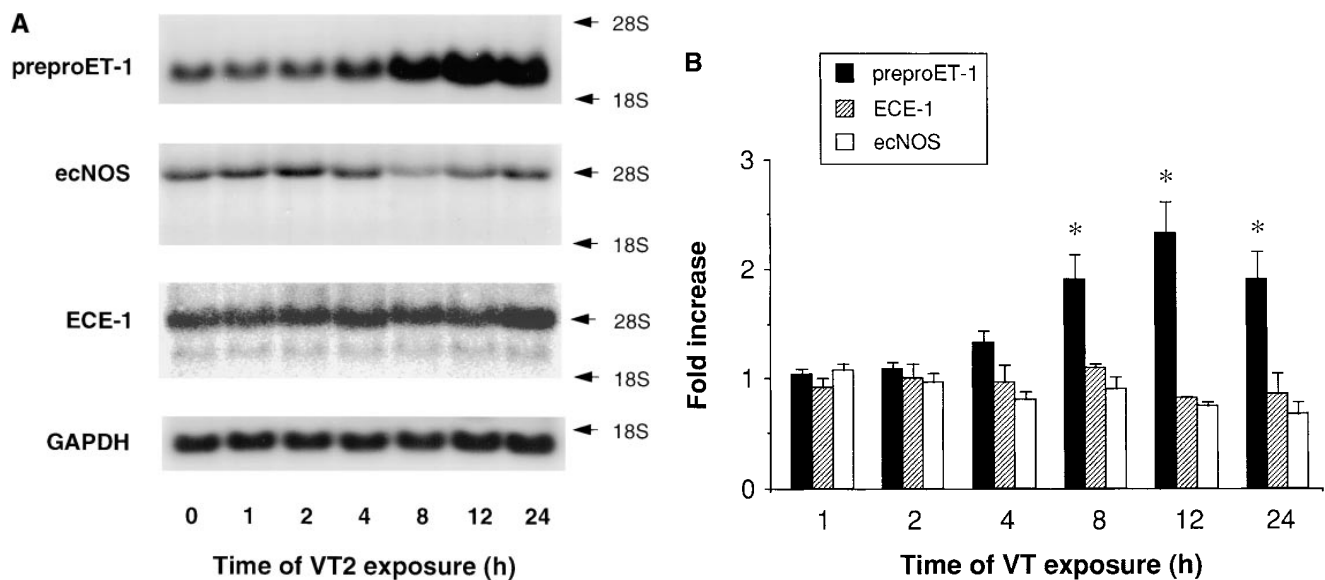 A
28S
preproET-1
18S
ecNOS
28S
18S
ECE-1
28S
18S
GAPDH
18S
0 1 2 4 8 12 24
Time of VT2 exposure (h)
B
preproET-1
ECE-1
ecNOS
Fold increase
3
2
1
0
*
*
*
1 2 4 8 12 24
Time of VT exposure (h)